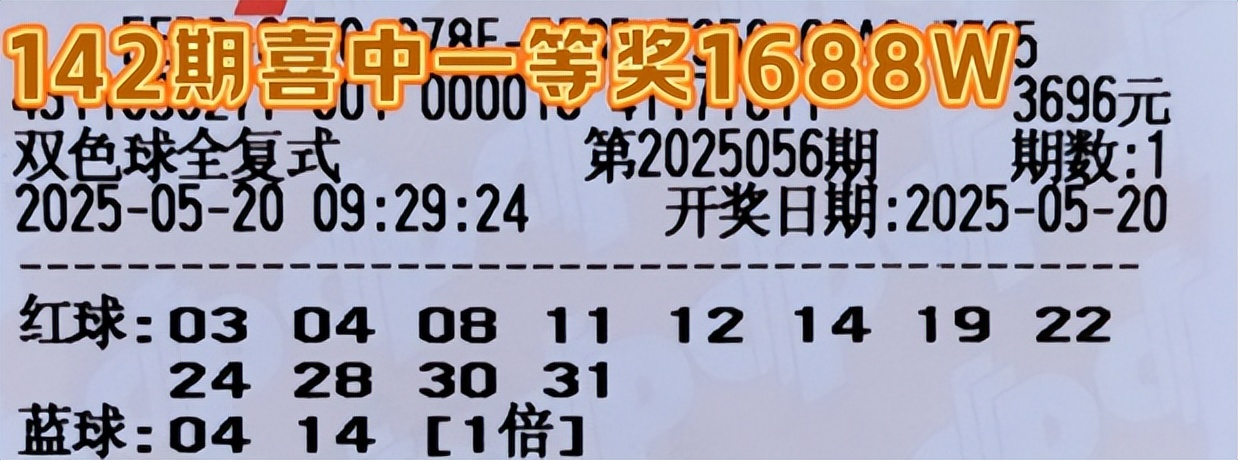 142期喜中一等奖1688W
3696元
双色球全复式 第2025056期 期数:1
2025-05-20 09:29:24 开奖日期:2025-05-20
红球:03 04 08 11 12 14 19 22
24 28 30 31
蓝球:04 14 [1倍]